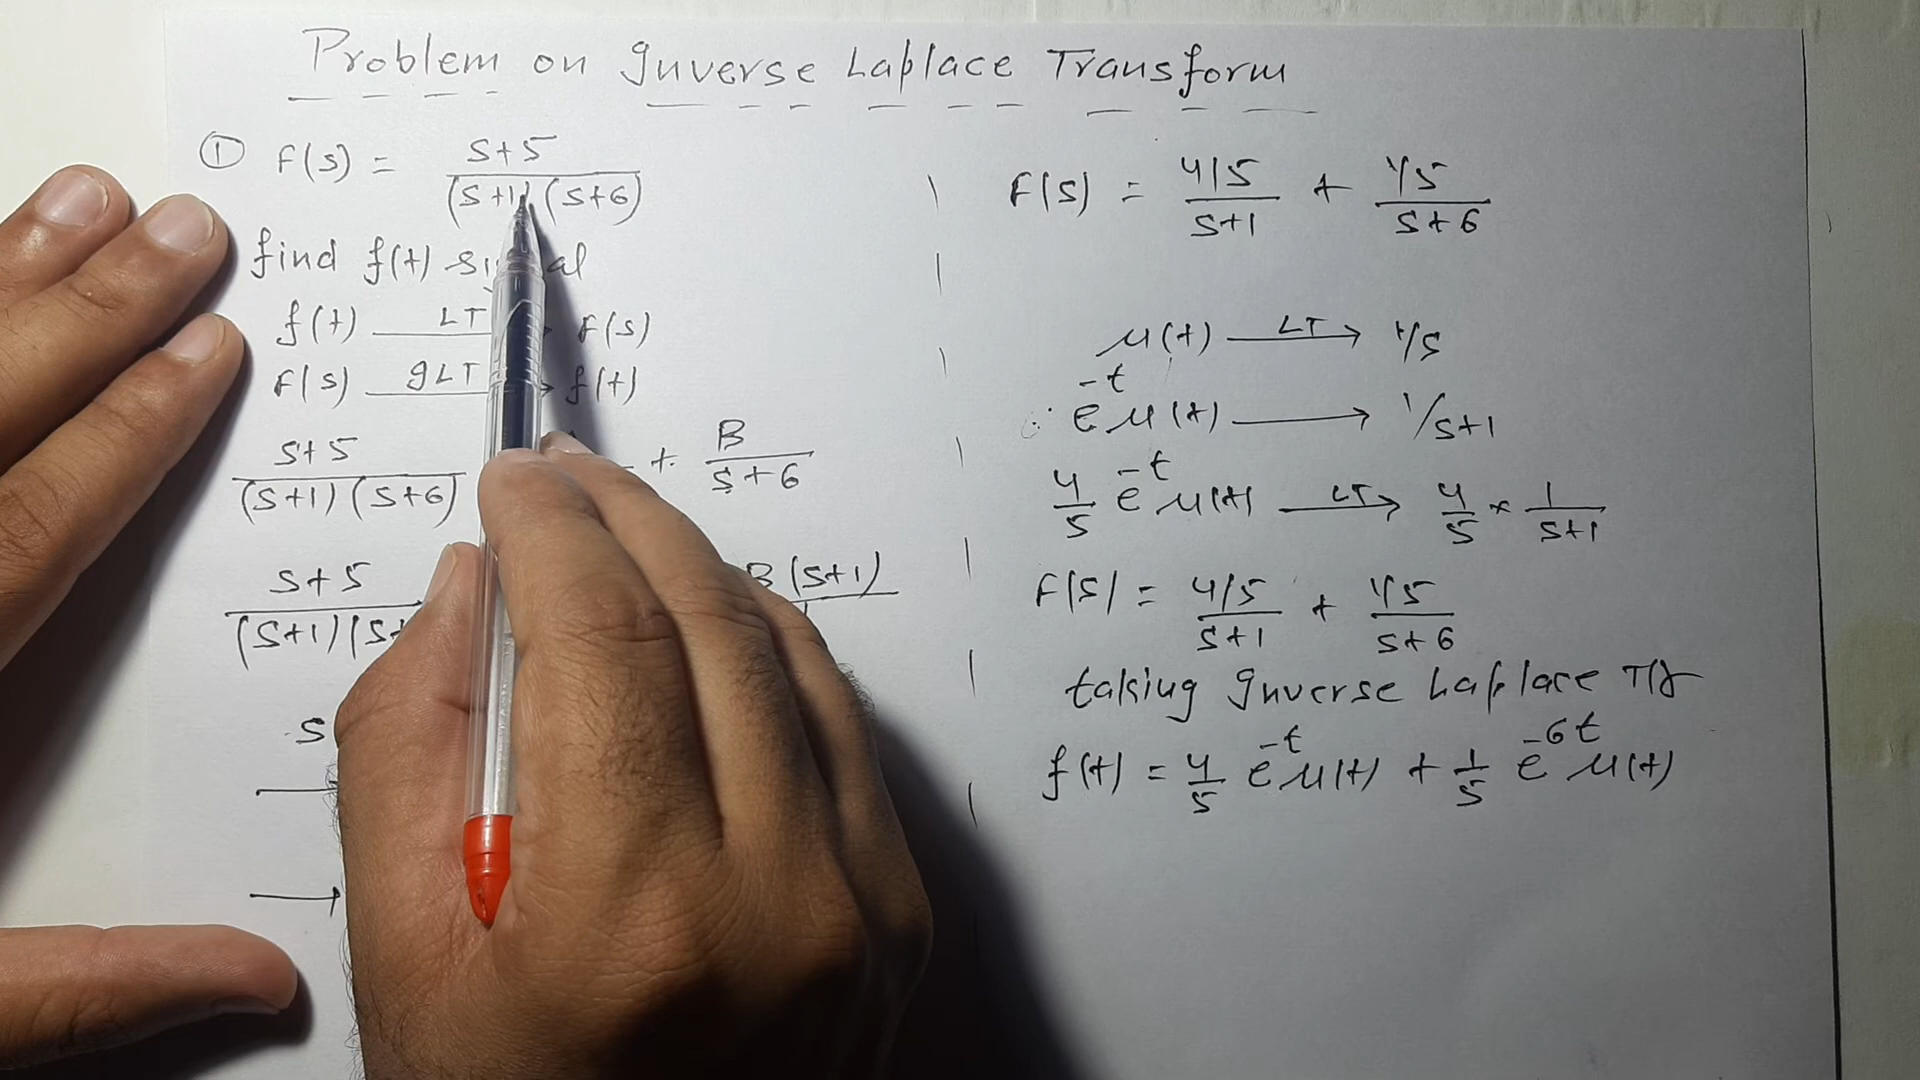 Problem on Inverse Laplace Transform
① F(s) = s+5
(s+1)(s+6)
find f(t)
f(t) LT F(s)
F(s) ILT → f(t)
s+5 / (s+1)(s+6) + B / s+6
s+5 B(s+1)
(s+1)
s
→
F(s) = 4/5 / s+1 + 1/5 / s+6
u(t) LT → 1/s
∴ e^-t u(t) → 1/s+1
4/5 e^-t u(t) LT → 4/5 × 1/s+1
F(s) = 4/5 / s+1 + 1/5 / s+6
taking Inverse Laplace T/f
f(t) = 4/5 e^-t u(t) + 1/5 e^-6t u(t)